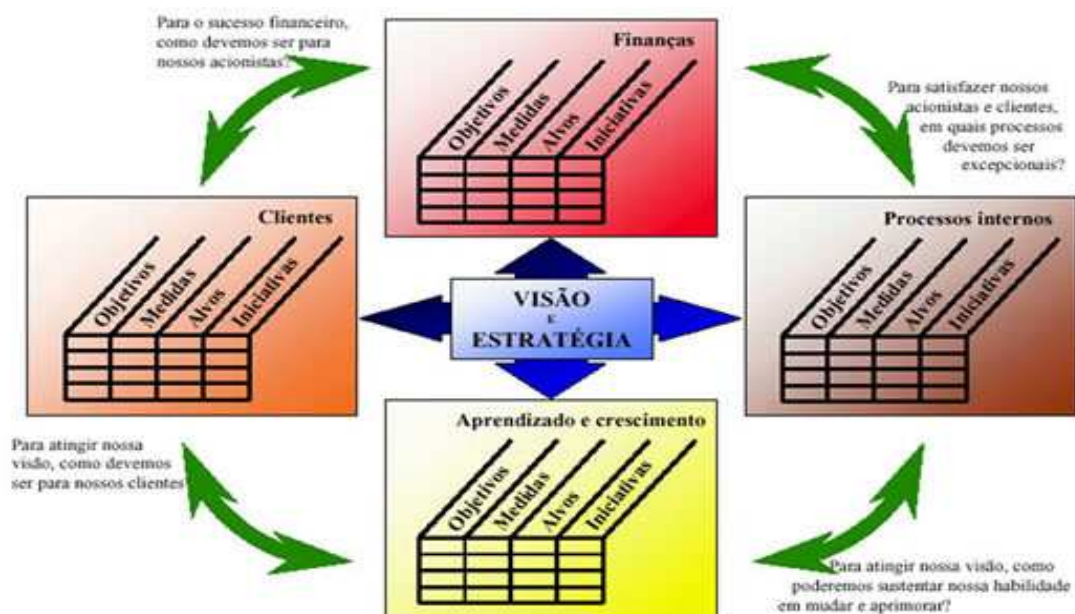 Para o sucesso financeiro,
como devemos ser para
nossos acionistas?
Finanças
Objetivos
Medidas
Alvos
Iniciativas
Para satisfazer nossos
acionistas e clientes,
em quais processos
devemos ser
excepcionais?
Clientes
Objetivos
Medidas
Alvos
Iniciativas
VISÃO
E
ESTRATÉGIA
Processos internos
Objetivos
Medidas
Alvos
Iniciativas
Para atingir nossa
visão, como devemos
ser para nossos clientes
Aprendizado e crescimento
Objetivos
Medidas
Alvos
Iniciativas
Para atingir nossa visão, como
poderemos sustentar nossa habilidade
em mudar e aprimorar?